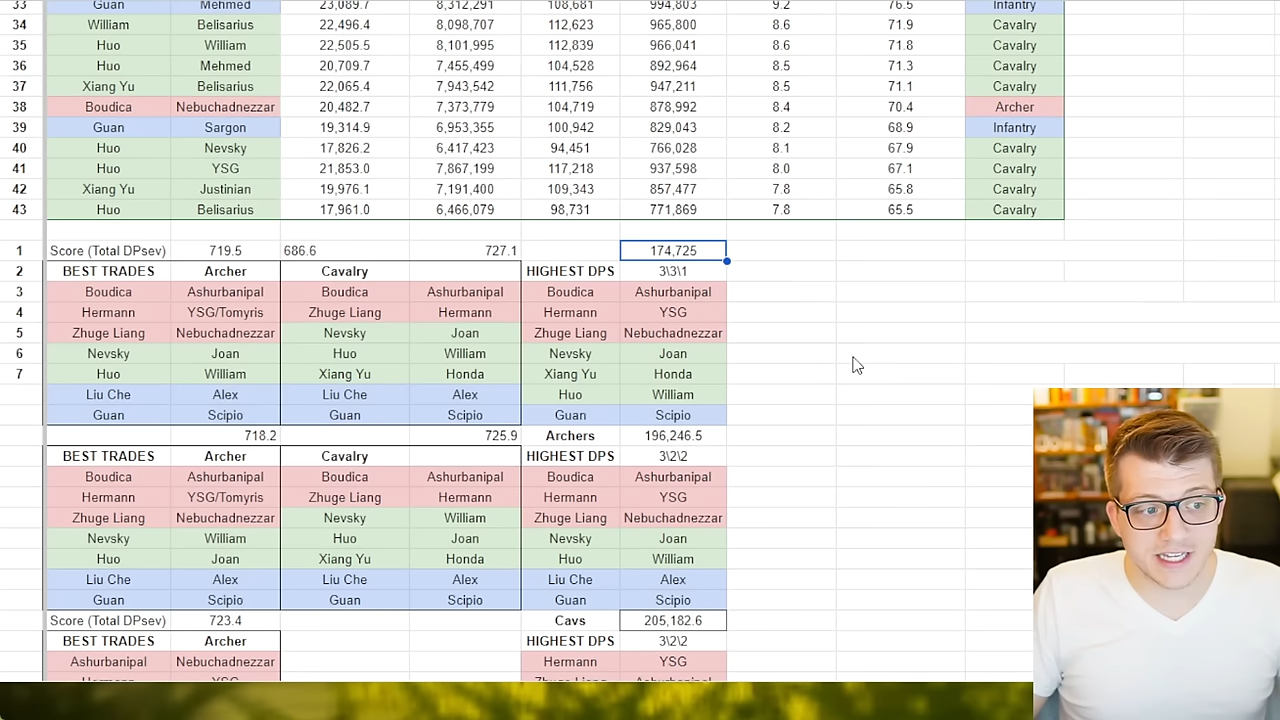 33 Guan Mehmed 23,089.7 8,312,291 108,681 994,803 9.2 76.5 Infantry
34 William Belisarius 22,496.4 8,098,707 112,623 965,800 8.6 71.9 Cavalry
35 Huo William 22,505.5 8,101,995 112,839 966,041 8.6 71.8 Cavalry
36 Huo Mehmed 20,709.7 7,455,499 104,528 892,964 8.5 71.3 Cavalry
37 Xiang Yu Belisarius 22,065.4 7,943,542 111,756 947,211 8.5 71.1 Cavalry
38 Boudica Nebuchadnezzar 20,482.7 7,373,779 104,719 878,992 8.4 70.4 Archer
39 Guan Sargon 19,314.9 6,953,355 100,942 829,043 8.2 68.9 Infantry
40 Huo Nevsky 17,826.2 6,417,423 94,451 766,028 8.1 67.9 Cavalry
41 Huo YSG 21,853.0 7,867,199 117,218 937,598 8.0 67.1 Cavalry
42 Xiang Yu Justinian 19,976.1 7,191,400 109,343 857,477 7.8 65.8 Cavalry
43 Huo Belisarius 17,961.0 6,466,079 98,731 771,869 7.8 65.5 Cavalry
1 Score (Total DPsev) 719.5 686.6 727.1 174,725
2 BEST TRADES Archer Cavalry HIGHEST DPS 3\3\1
3 Boudica Ashurbanipal Boudica Ashurbanipal Boudica Ashurbanipal
4 Hermann YSG/Tomyris Zhuge Liang Hermann Hermann YSG
5 Zhuge Liang Nebuchadnezzar Nevsky Joan Zhuge Liang Nebuchadnezzar
6 Nevsky Joan Huo William Nevsky Joan
7 Huo William Xiang Yu Honda Xiang Yu Honda
Liu Che Alex Liu Che Alex Huo William
Guan Scipio Guan Scipio Guan Scipio
718.2 725.9 Archers 196,246.5
BEST TRADES Archer Cavalry HIGHEST DPS 3\2\2
Boudica Ashurbanipal Boudica Ashurbanipal Boudica Ashurbanipal
Hermann YSG/Tomyris Zhuge Liang Hermann Hermann YSG
Zhuge Liang Nebuchadnezzar Nevsky William Zhuge Liang Nebuchadnezzar
Nevsky William Huo Joan Nevsky Joan
Huo Joan Xiang Yu Honda Huo William
Liu Che Alex Liu Che Alex Liu Che Alex
Guan Scipio Guan Scipio Guan Scipio
Score (Total DPsev) 723.4 Cavs 205,182.6
BEST TRADES Archer HIGHEST DPS 3\2\2
Ashurbanipal Nebuchadnezzar Hermann YSG